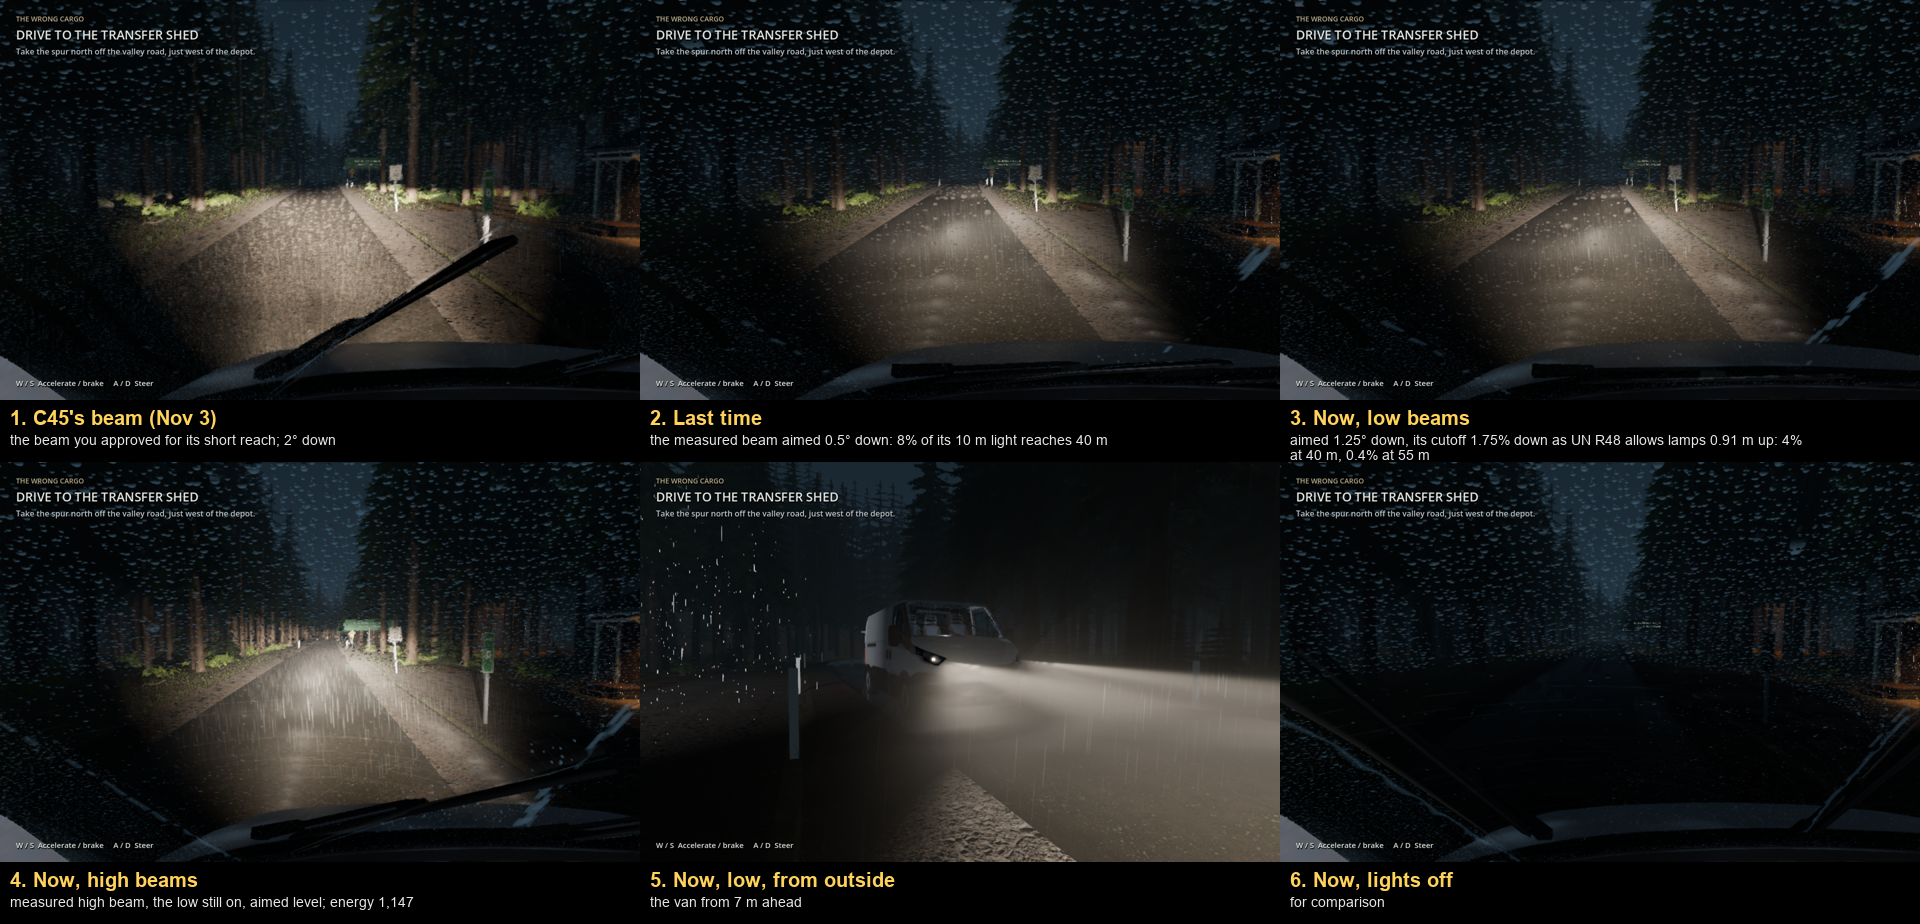 THE WRONG CARGO
DRIVE TO THE TRANSFER SHED
Take the spur north off the valley road, just west of the depot.
W / S Accelerate / brake A / D Steer
1. C45's beam (Nov 3)
the beam you approved for its short reach; 2° down
THE WRONG CARGO
DRIVE TO THE TRANSFER SHED
Take the spur north off the valley road, just west of the depot.
W / S Accelerate / brake A / D Steer
2. Last time
the measured beam aimed 0.5° down: 8% of its 10 m light reaches 40 m
THE WRONG CARGO
DRIVE TO THE TRANSFER SHED
Take the spur north off the valley road, just west of the depot.
W / S Accelerate / brake A / D Steer
3. Now, low beams
aimed 1.25° down, its cutoff 1.75% down as UN R48 allows lamps 0.91 m up: 4%
at 40 m, 0.4% at 55 m
THE WRONG CARGO
DRIVE TO THE TRANSFER SHED
Take the spur north off the valley road, just west of the depot.
W / S Accelerate / brake A / D Steer
4. Now, high beams
measured high beam, the low still on, aimed level; energy 1,147
THE WRONG CARGO
DRIVE TO THE TRANSFER SHED
Take the spur north off the valley road, just west of the depot.
W / S Accelerate / brake A / D Steer
5. Now, low, from outside
the van from 7 m ahead
THE WRONG CARGO
DRIVE TO THE TRANSFER SHED
Take the spur north off the valley road, just west of the depot.
W / S Accelerate / brake A / D Steer
6. Now, lights off
for comparison